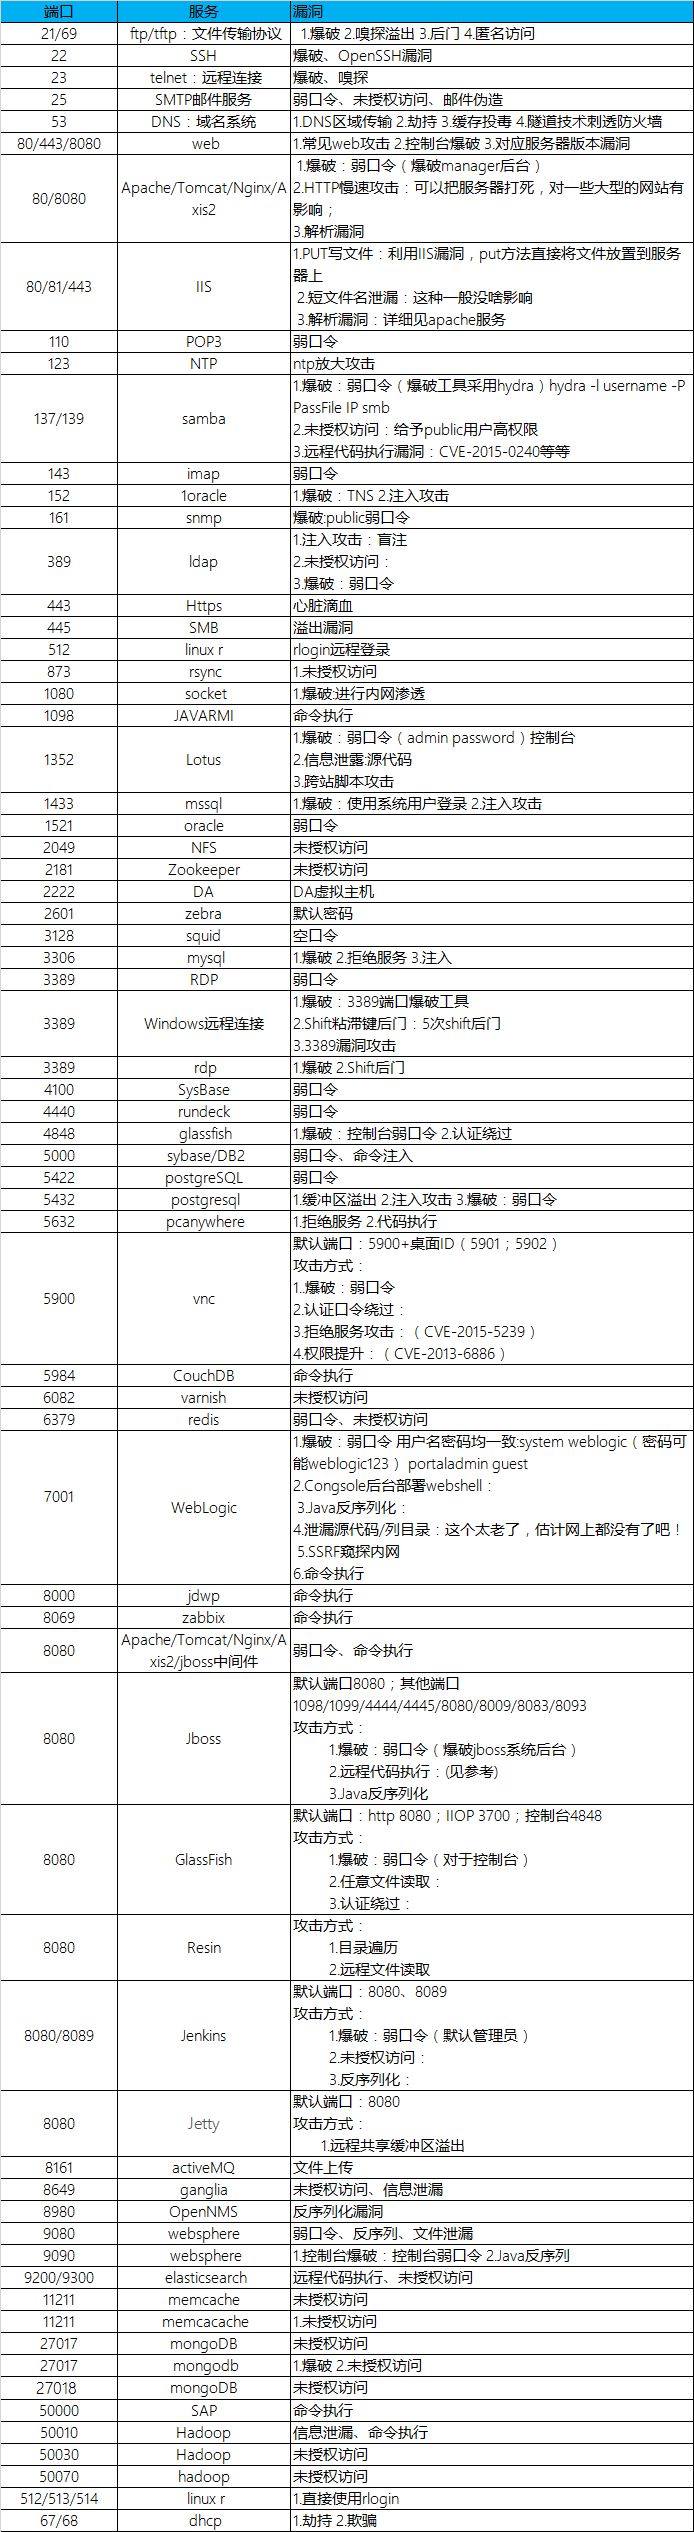 端口 服务 漏洞
21/69 ftp/tftp：文件传输协议 1.爆破 2.嗅探溢出 3.后门 4.匿名访问
22 SSH 爆破、OpenSSH漏洞
23 telnet：远程连接 爆破、嗅探
25 SMTP邮件服务 弱口令、未授权访问、邮件伪造
53 DNS：域名系统 1.DNS区域传输 2.劫持 3.缓存投毒 4.隧道技术刺透防火墙
80/443/8080 web 1.常见web攻击 2.控制台爆破 3.对应服务器版本漏洞
80/8080 Apache/Tomcat/Nginx/A
xis2
1.爆破：弱口令（爆破manager后台）
2.HTTP慢速攻击：可以把服务器打死，对一些大型的网站有
影响；
3.解析漏洞
80/81/443 IIS
1.PUT写文件：利用IIS漏洞，put方法直接将文件放置到服务
器上
2.短文件名泄漏：这种一般没啥影响
3.解析漏洞：详细见apache服务
110 POP3 弱口令
123 NTP ntp放大攻击
137/139 samba
1.爆破：弱口令（爆破工具采用hydra）hydra -l username -P
PassFile IP smb
2.未授权访问：给予public用户高权限
3.远程代码执行漏洞：CVE-2015-0240等等
143 imap 弱口令
152 1oracle 1.爆破：TNS 2.注入攻击
161 snmp 爆破:public弱口令
389 ldap
1.注入攻击：盲注
2.未授权访问：
3.爆破：弱口令
443 Https 心脏滴血
445 SMB 溢出漏洞
512 linux r rlogin远程登录
873 rsync 1.未授权访问
1080 socket 1.爆破:进行内网渗透
1098 JAVARMI 命令执行
1352 Lotus
1.爆破：弱口令（admin password）控制台
2.信息泄露:源代码
3.跨站脚本攻击
1433 mssql 1.爆破：使用系统用户登录 2.注入攻击
1521 oracle 弱口令
2049 NFS 未授权访问
2181 Zookeeper 未授权访问
2222 DA DA虚拟主机
2601 zebra 默认密码
3128 squid 空口令
3306 mysql 1.爆破 2.拒绝服务 3.注入
3389 RDP 弱口令
3389 Windows远程连接
1.爆破：3389端口爆破工具
2.Shift粘滞键后门：5次shift后门
3.3389漏洞攻击
3389 rdp 1.爆破 2.Shift后门
4100 SysBase 弱口令
4440 rundeck 弱口令
4848 glassfish 1.爆破：控制台弱口令 2.认证绕过
5000 sybase/DB2 弱口令、命令注入
5422 postgreSQL 弱口令
5432 postgresql 1.缓冲区溢出 2.注入攻击 3.爆破：弱口令
5632 pcanywhere 1.拒绝服务 2.代码执行
5900 vnc
默认端口：5900+桌面ID（5901；5902）
攻击方式：
1..爆破：弱口令
2.认证口令绕过：
3.拒绝服务攻击：（CVE-2015-5239）
4.权限提升：（CVE-2013-6886）
5984 CouchDB 命令执行
6082 varnish 未授权访问
6379 redis 弱口令、未授权访问
7001 WebLogic
1.爆破：弱口令 用户名密码均一致:system weblogic（密码可
能weblogic123） portaladmin guest
2.Congsole后台部署webshell：
3.Java反序列化：
4.泄漏源代码/列目录：这个太老了，估计网上都没有了吧！
5.SSRF窥探内网
6.命令执行
8000 jdwp 命令执行
8069 zabbix 命令执行
8080 Apache/Tomcat/Nginx/A
xis2/jboss中间件
弱口令、命令执行
8080 Jboss
默认端口8080；其他端口
1098/1099/4444/4445/8080/8009/8083/8093
攻击方式：
1.爆破：弱口令（爆破jboss系统后台）
2.远程代码执行：(见参考)
3.Java反序列化
8080 GlassFish
默认端口：http 8080；IIOP 3700；控制台4848
攻击方式：
1.爆破：弱口令（对于控制台）
2.任意文件读取：
3.认证绕过：
8080 Resin
攻击方式：
1.目录遍历
2.远程文件读取
8080/8089 Jenkins
默认端口：8080、8089
攻击方式：
1.爆破：弱口令（默认管理员）
2.未授权访问：
3.反序列化：
8080 Jetty
默认端口：8080
攻击方式：
1.远程共享缓冲区溢出
8161 activeMQ 文件上传
8649 ganglia 未授权访问、信息泄漏
8980 OpenNMS 反序列化漏洞
9080 websphere 弱口令、反序列、文件泄漏
9090 websphere 1.控制台爆破：控制台弱口令 2.Java反序列
9200/9300 elasticsearch 远程代码执行、未授权访问
11211 memcache 未授权访问
11211 memcacache 1.未授权访问
27017 mongoDB 未授权访问
27017 mongodb 1.爆破 2.未授权访问
27018 mongoDB 未授权访问
50000 SAP 命令执行
50010 Hadoop 信息泄漏、命令执行
50030 Hadoop 未授权访问
50070 hadoop 未授权访问
512/513/514 linux r 1.直接使用rlogin
67/68 dhcp 1.劫持 2.欺骗